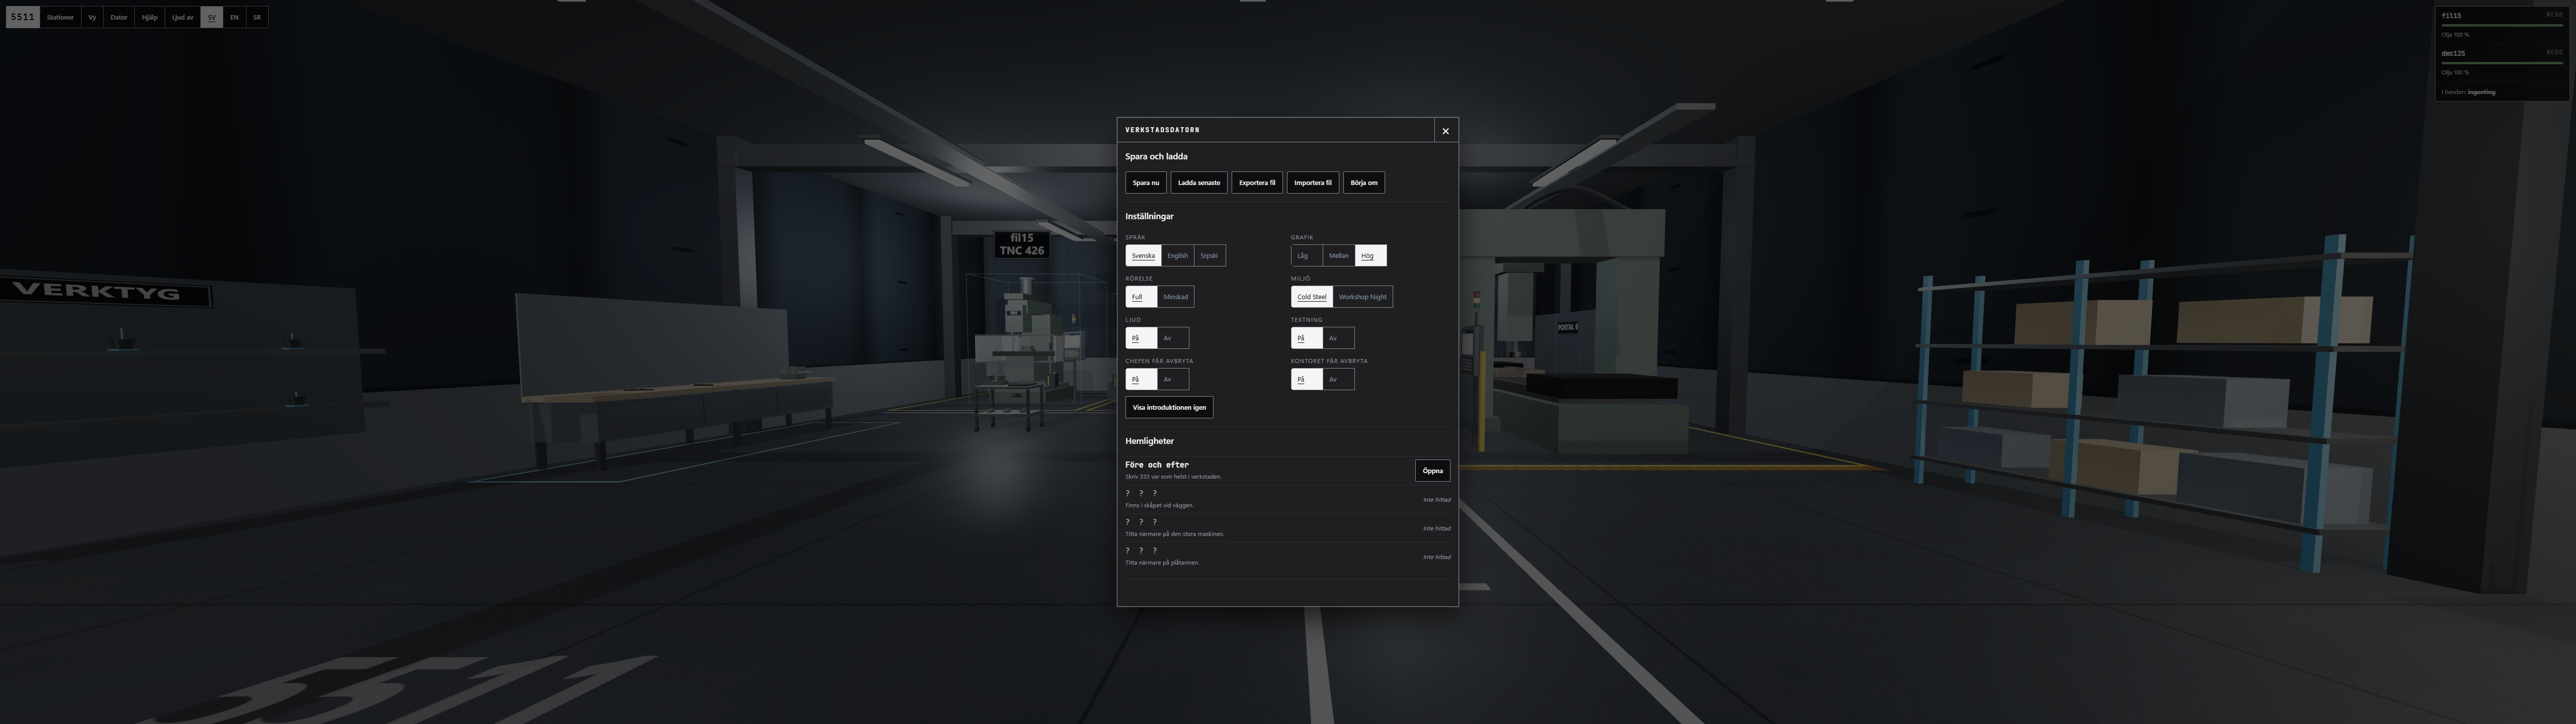 5511 Stationer Vy Dator Hjälp Ljud av SV EN SR
fil15 REDO
Olja 100 %
dmc125 REDO
Olja 100 %
I handen: ingenting
fil15
TNC 426
VERKTYG
PORTAL 9
5511
VERKSTADSDATORN ×
Spara och ladda
Spara nu Ladda senaste Exportera fil Importera fil Börja om
Inställningar
SPRÅK GRAFIK
Svenska English Srpski Låg Mellan Hög
RÖRELSE MILJÖ
Full Minskad Cold Steel Workshop Night
LJUD TEXTNING
På Av På Av
CHEFEN FÅR AVBRYTA KONTORET FÅR AVBRYTA
På Av På Av
Visa introduktionen igen
Hemligheter
Före och efter Öppna
Skriv 333 var som helst i verkstaden.
? ? ? Inte hittad
Finns i skåpet vid väggen.
? ? ? Inte hittad
Titta närmare på den stora maskinen.
? ? ? Inte hittad
Titta närmare på plåtarmen.